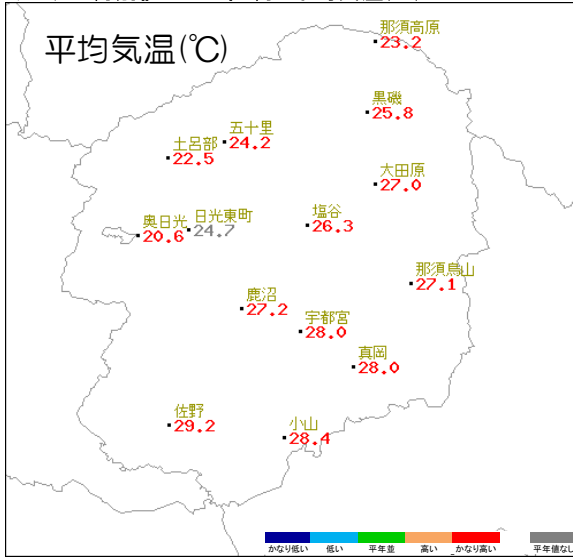 平均気温(℃)
那須高原
23.2
黒磯
25.8
五十里
24.2
土呂部
22.5
大田原
27.0
奥日光
20.6
日光東町
24.7
塩谷
26.3
那須烏山
27.1
鹿沼
27.2
宇都宮
28.0
真岡
28.0
佐野
29.2
小山
28.4
かなり低い 低い 平年並 高い かなり高い 平年値なし